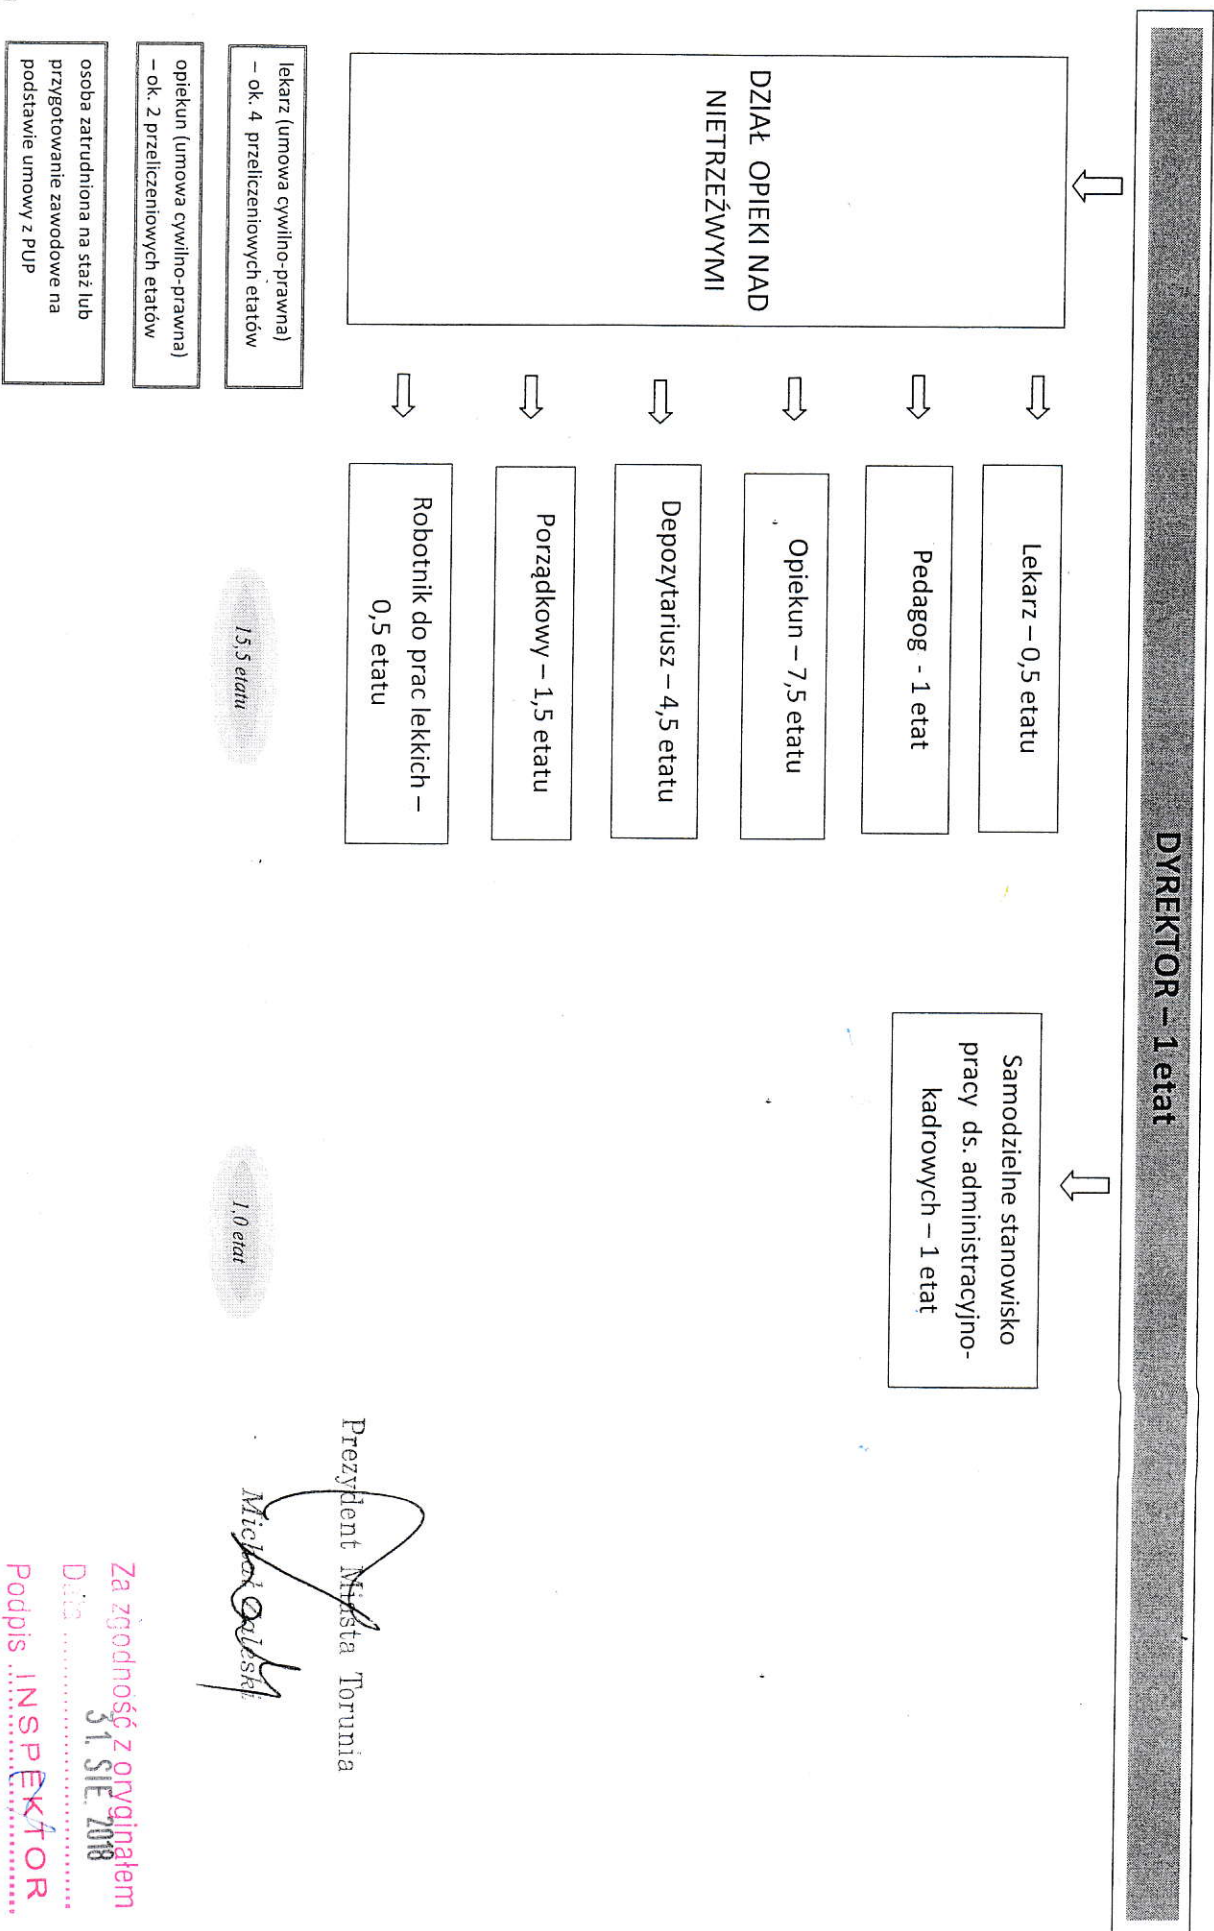 DYREKTOR – 1 etat
DZIAŁ OPIEKI NAD
NIETRZEŹWYMI
Lekarz – 0,5 etatu
Pedagog - 1 etat
Opiekun – 7,5 etatu
Depozytariusz – 4,5 etatu
Porządkowy – 1,5 etatu
Robotnik do prac lekkich –
0,5 etatu
Samodzielne stanowisko
pracy ds. administracyjno-
kadrowych – 1 etat
lekarz (umowa cywilno-prawna)
– ok. 4 przeliczeniowych etatów
opiekun (umowa cywilno-prawna)
– ok. 2 przeliczeniowych etatów
osoba zatrudniona na staż lub
przygotowanie zawodowe na
podstawie umowy z PUP
15,5 etatu
1,0 etat
Prezydent Miasta Torunia
Michał Zaleski
Za zgodność z oryginałem
Dnia 31. SIE. 2018
Podpis INSPEKTOR